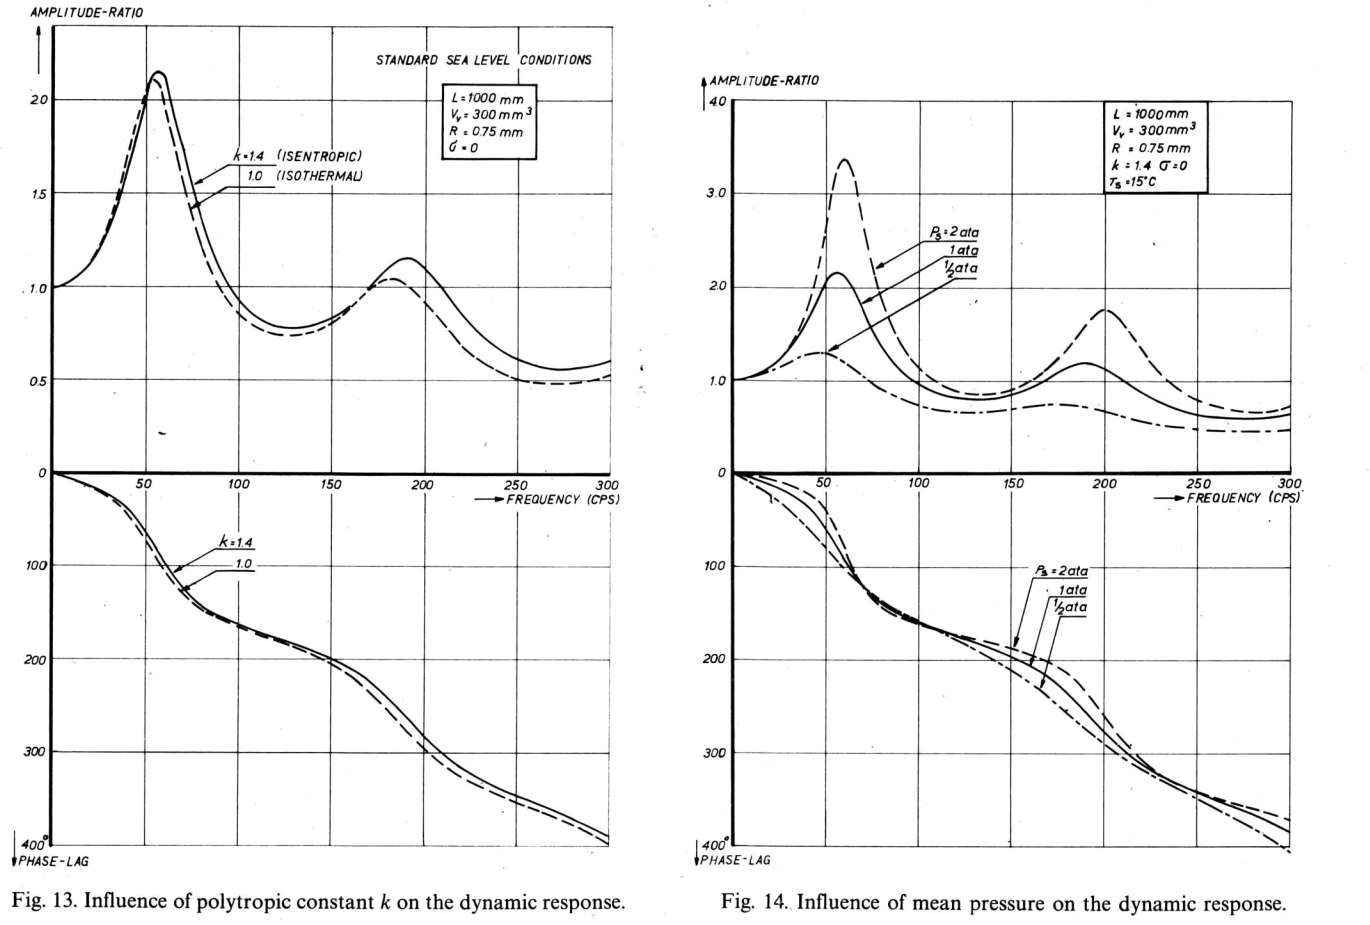 AMPLITUDE-RATIO
STANDARD SEA LEVEL CONDITIONS
L = 1000 mm
Vv = 300 mm³
R = 0.75 mm
σ = 0
k = 1.4 (ISENTROPIC)
1.0 (ISOTHERMAL)
2.0
1.5
1.0
0.5
0
50 100 150 200 250 300
FREQUENCY (CPS)
k = 1.4
1.0
100
200
300
400°
PHASE-LAG
Fig. 13. Influence of polytropic constant k on the dynamic response.
AMPLITUDE-RATIO
L = 1000 mm
Vv = 300 mm³
R = 0.75 mm
k = 1.4 σ = 0
Ts = 15°C
Ps = 2 ata
1 ata
½ ata
4.0
3.0
2.0
1.0
0
50 100 150 200 250 300
FREQUENCY (CPS)
Ps = 2 ata
1 ata
½ ata
100
200
300
400°
PHASE-LAG
Fig. 14. Influence of mean pressure on the dynamic response.